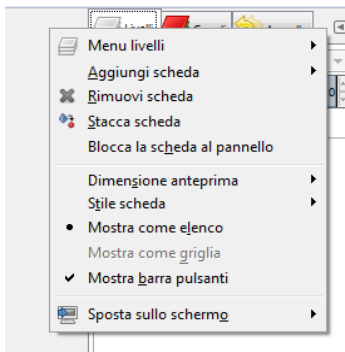 Livelli
Menu livelli
Aggiungi scheda
Rimuovi scheda
Stacca scheda
Blocca la scheda al pannello
Dimensione anteprima
Stile scheda
Mostra come elenco
Mostra come griglia
Mostra barra pulsanti
Sposta sullo schermo